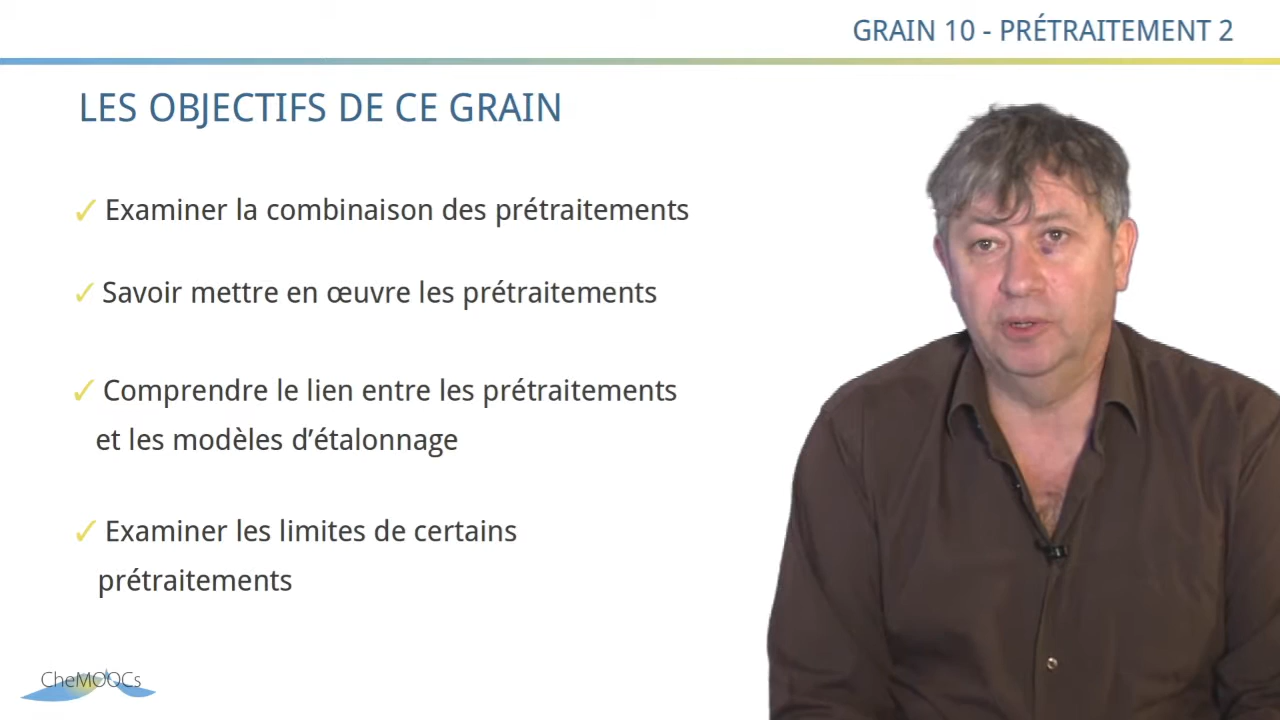 GRAIN 10 - PRÉTRAITEMENT 2
LES OBJECTIFS DE CE GRAIN
✓ Examiner la combinaison des prétraitements
✓ Savoir mettre en œuvre les prétraitements
✓ Comprendre le lien entre les prétraitements
et les modèles d’étalonnage
✓ Examiner les limites de certains
prétraitements
CheMOOCs